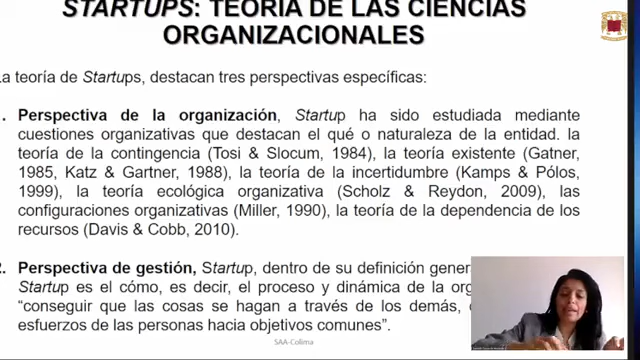 STARTUPS: TEORÍA DE LAS CIENCIAS
ORGANIZACIONALES
La teoría de Startups, destacan tres perspectivas específicas:
1. Perspectiva de la organización, Startup ha sido estudiada mediante
cuestiones organizativas que destacan el qué o naturaleza de la entidad. la
teoría de la contingencia (Tosi & Slocum, 1984), la teoría existente (Gatner,
1985, Katz & Gartner, 1988), la teoría de la incertidumbre (Kamps & Pólos,
1999), la teoría ecológica organizativa (Scholz & Reydon, 2009), las
configuraciones organizativas (Miller, 1990), la teoría de la dependencia de los
recursos (Davis & Cobb, 2010).
2. Perspectiva de gestión, Startup, dentro de su definición gener
Startup es el cómo, es decir, el proceso y dinámica de la org
"conseguir que las cosas se hagan a través de los demás,
esfuerzos de las personas hacia objetivos comunes".
SAA-Colima